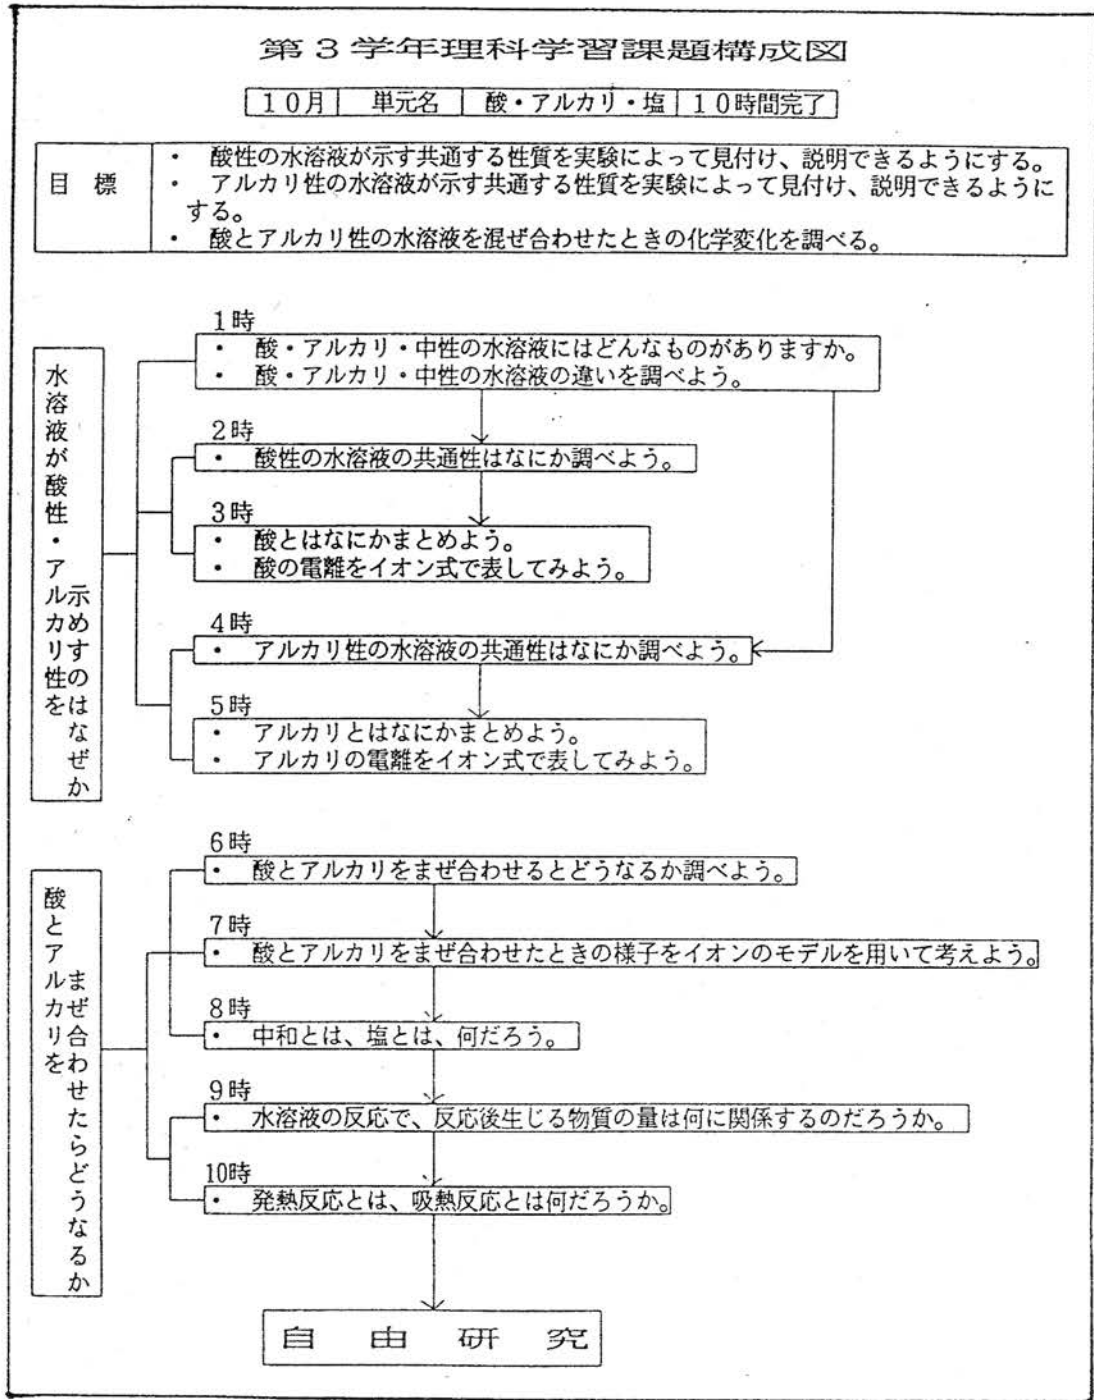 第３学年理科学習課題構成図
１０月 単元名 酸・アルカリ・塩 １０時間完了
目 標
・ 酸性の水溶液が示す共通する性質を実験によって見付け、説明できるようにする。
・ アルカリ性の水溶液が示す共通する性質を実験によって見付け、説明できるように
する。
・ 酸とアルカリ性の水溶液を混ぜ合わせたときの化学変化を調べる。
水溶液が酸性・アルカリ性を
示めすのはなぜか
１時
・ 酸・アルカリ・中性の水溶液にはどんなものがありますか。
・ 酸・アルカリ・中性の水溶液の違いを調べよう。
２時
・ 酸性の水溶液の共通性はなにか調べよう。
３時
・ 酸とはなにかまとめよう。
・ 酸の電離をイオン式で表してみよう。
４時
・ アルカリ性の水溶液の共通性はなにか調べよう。
５時
・ アルカリとはなにかまとめよう。
・ アルカリの電離をイオン式で表してみよう。
酸とアルカリを
まぜ合わせたらどうなるか
６時
・ 酸とアルカリをまぜ合わせるとどうなるか調べよう。
７時
・ 酸とアルカリをまぜ合わせたときの様子をイオンのモデルを用いて考えよう。
８時
・ 中和とは、塩とは、何だろう。
９時
・ 水溶液の反応で、反応後生じる物質の量は何に関係するのだろうか。
10時
・ 発熱反応とは、吸熱反応とは何だろうか。
自 由 研 究